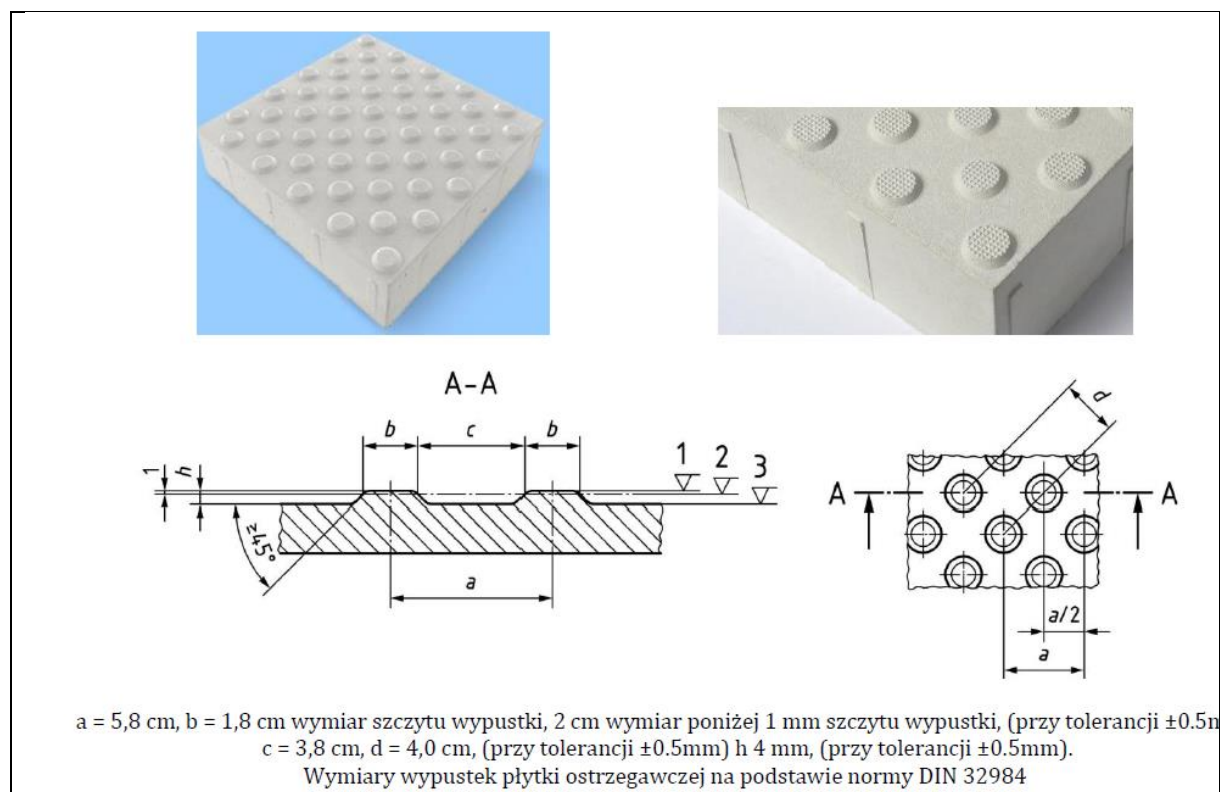 A–A
b c b
1 h 1 2 3
≥45°
a
d
A A
a/2
a
a = 5,8 cm, b = 1,8 cm wymiar szczytu wypustki, 2 cm wymiar poniżej 1 mm szczytu wypustki, (przy tolerancji ±0.5
c = 3,8 cm, d = 4,0 cm, (przy tolerancji ±0.5mm) h 4 mm, (przy tolerancji ±0.5mm).
Wymiary wypustek płytki ostrzegawczej na podstawie normy DIN 32984